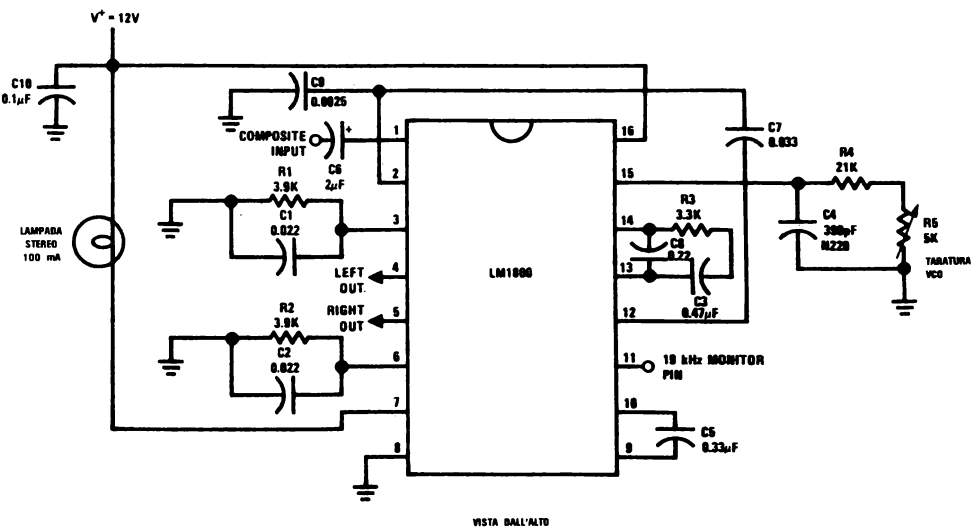 V+ = 12V
C10
0.1µF
C9
0.0025
COMPOSITE
INPUT
+
C6
2µF
R1
3.9K
C1
0.022
LAMPADA
STEREO
100 mA
LEFT
OUT
RIGHT
OUT
R2
3.9K
C2
0.022
1
2
3
4
5
6
7
8
LM1800
16
15
14
13
12
11
10
9
C7
0.033
R4
21K
R3
3.3K
C8
0.22
C3
0.47µF
C4
390pF
N220
R5
5K
TARATURA
VCO
19 kHz MONITOR
PIN
C5
0.33µF
VISTA DALL'ALTO